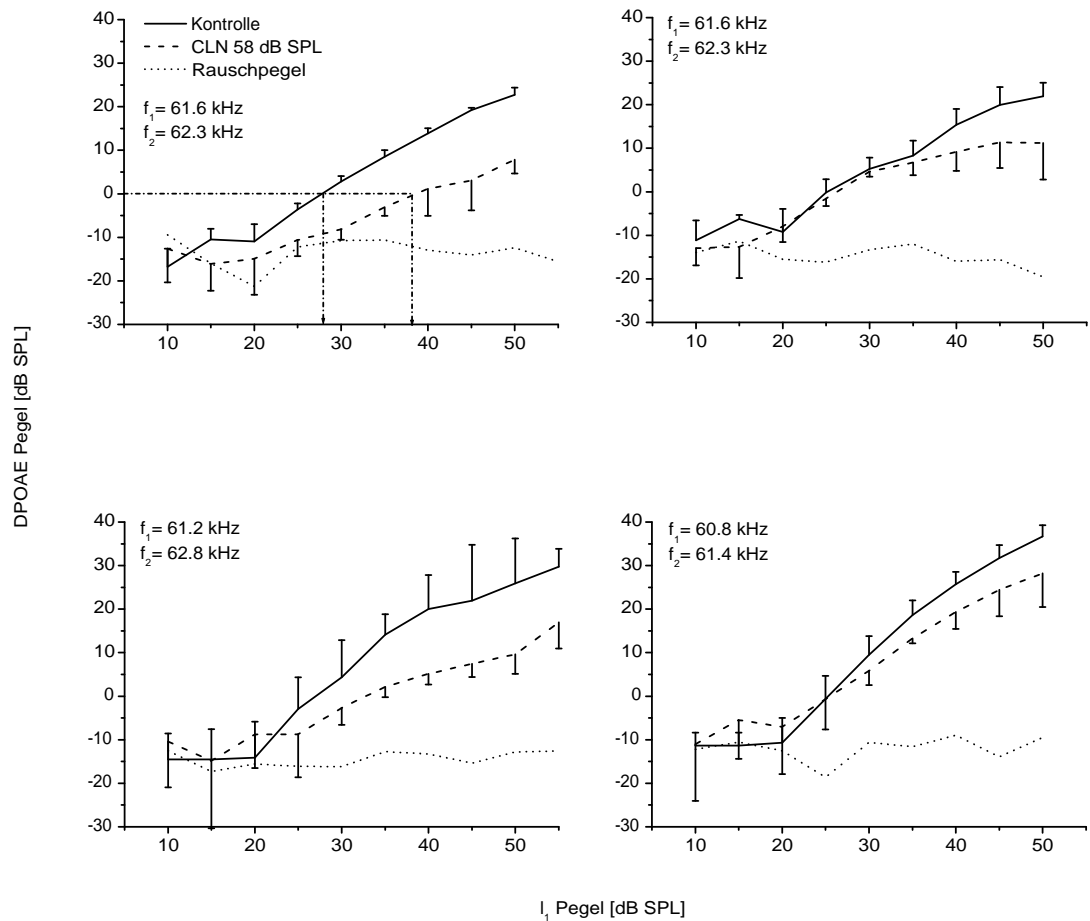 Kontrolle
CLN 58 dB SPL
Rauschpegel
f1= 61.6 kHz
f2= 62.3 kHz
40
30
20
10
0
-10
-20
-30
10 20 30 40 50
f1= 61.6 kHz
f2= 62.3 kHz
40
30
20
10
0
-10
-20
-30
10 20 30 40 50
DPOAE Pegel [dB SPL]
f1= 61.2 kHz
f2= 62.8 kHz
40
30
20
10
0
-10
-20
-30
10 20 30 40 50
f1= 60.8 kHz
f2= 61.4 kHz
40
30
20
10
0
-10
-20
-30
10 20 30 40 50
l1 Pegel [dB SPL]